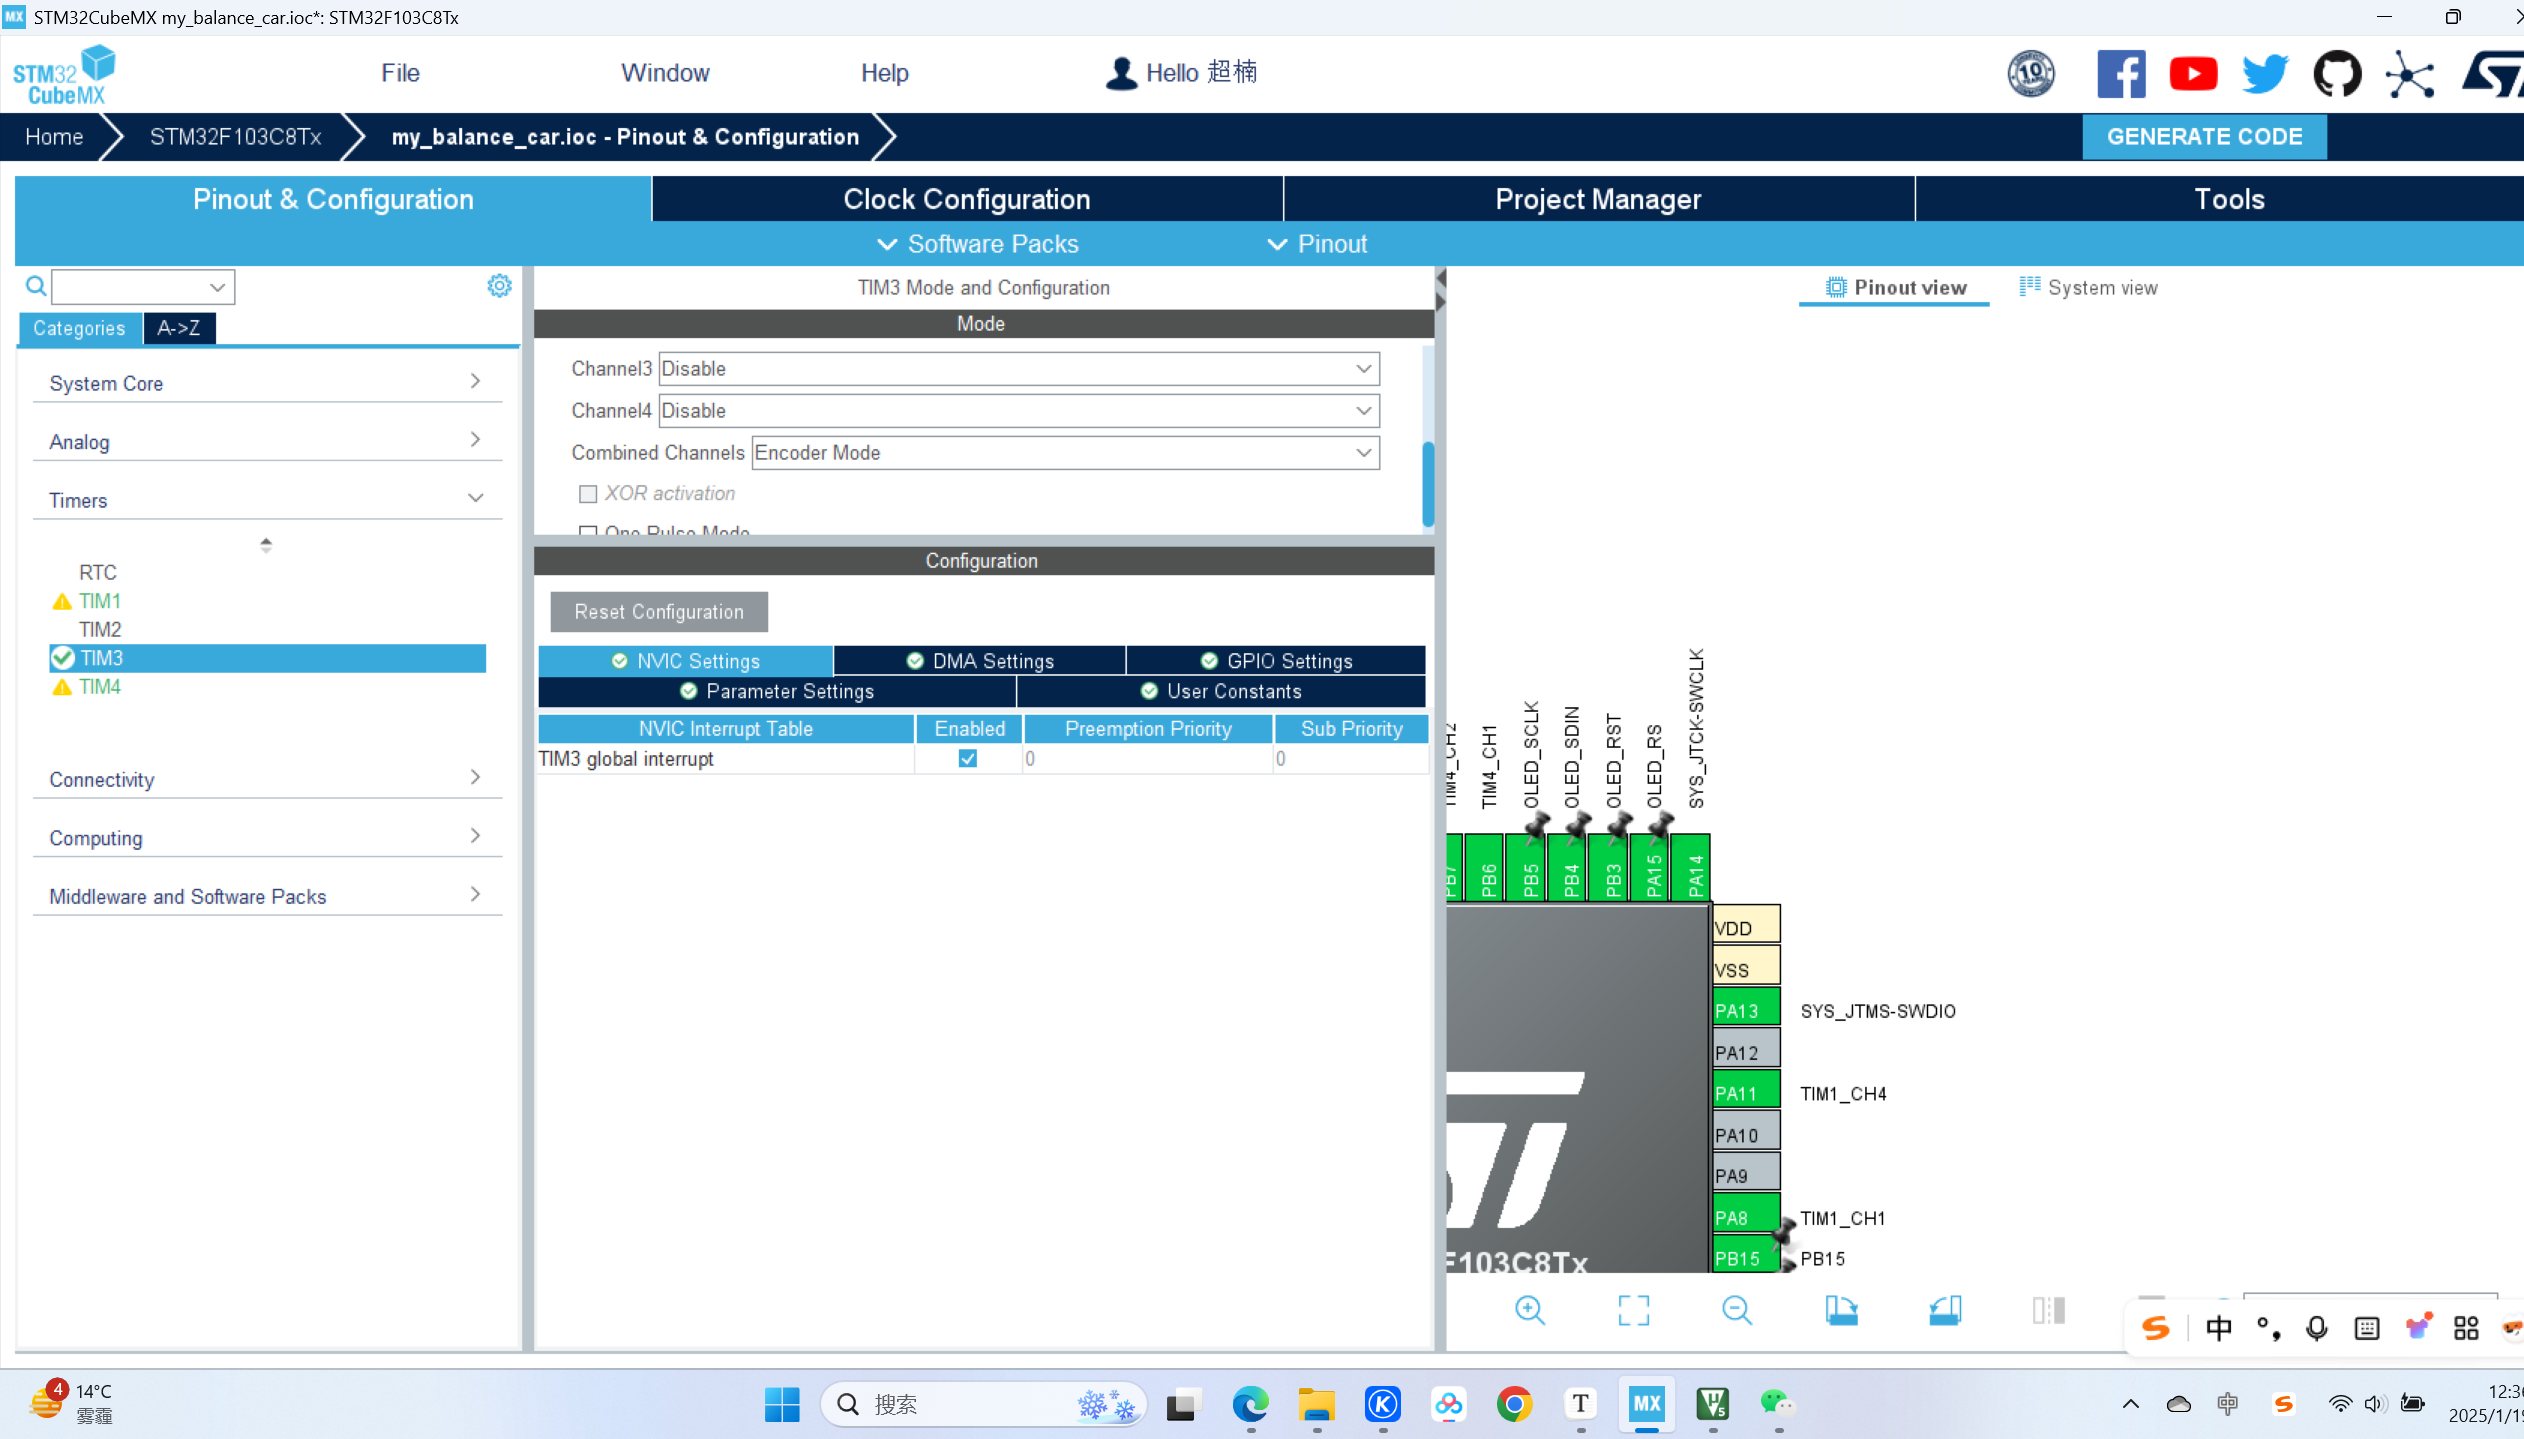 MX STM32CubeMX my_balance_car.ioc*: STM32F103C8Tx
STM32 CubeMX
File
Window
Help
Hello 超楠
10
Home
STM32F103C8Tx
my_balance_car.ioc - Pinout & Configuration
GENERATE CODE
Pinout & Configuration
Clock Configuration
Project Manager
Tools
Software Packs
Pinout
Categories
A->Z
System Core
Analog
Timers
RTC
TIM1
TIM2
TIM3
TIM4
Connectivity
Computing
Middleware and Software Packs
TIM3 Mode and Configuration
Mode
Channel3 Disable
Channel4 Disable
Combined Channels Encoder Mode
XOR activation
One Pulse Mode
Configuration
Reset Configuration
NVIC Settings
DMA Settings
GPIO Settings
Parameter Settings
User Constants
NVIC Interrupt Table Enabled Preemption Priority Sub Priority
TIM3 global interrupt 0 0
Pinout view
System view
TIM4_CH2
TIM4_CH1
OLED_SCLK
OLED_SDIN
OLED_RST
OLED_RS
SYS_JTCK-SWCLK
PB7
PB6
PB5
PB4
PB3
PA15
PA14
VDD
VSS
PA13 SYS_JTMS-SWDIO
PA12
PA11 TIM1_CH4
PA10
PA9
PA8 TIM1_CH1
PB15 PB15
F103C8Tx
中
4
14°C
雾霾
搜索
T
MX
中
12:36
2025/1/19